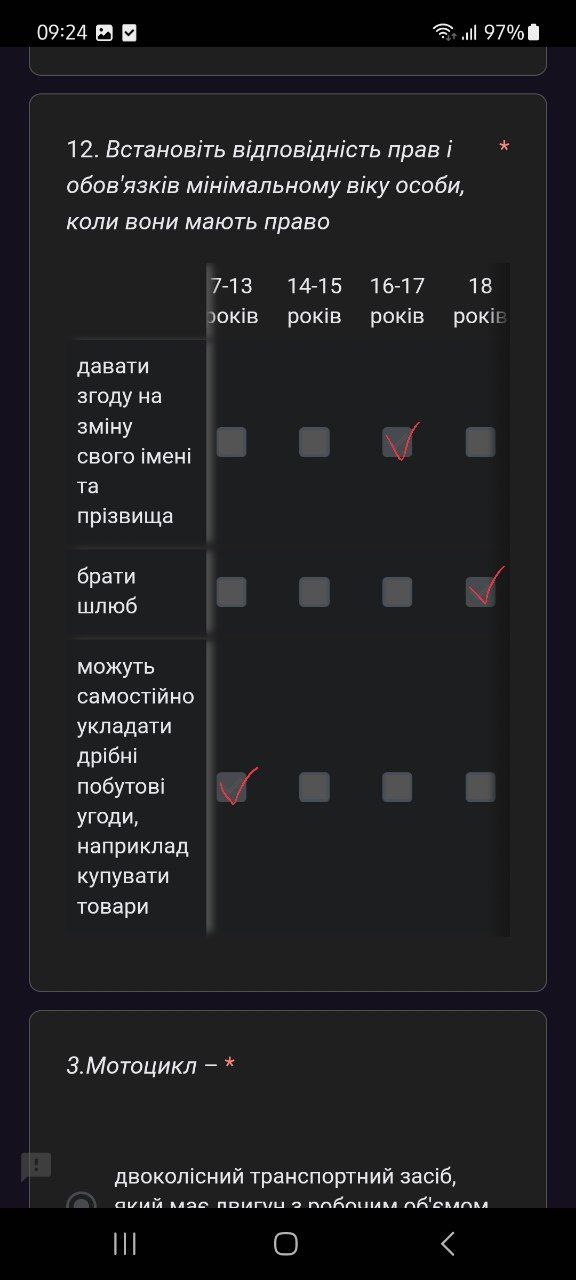 09:24 97%
12. Встановіть відповідність прав і *
обов'язків мінімальному віку особи,
коли вони мають право
7-13 14-15 16-17 18
років років років років
давати
згоду на
зміну
свого імені
та
прізвища
брати
шлюб
можуть
самостійно
укладати
дрібні
побутові
угоди,
наприклад
купувати
товари
3.Мотоцикл – *
двоколісний транспортний засіб,
який має двигун з робочим об'ємом